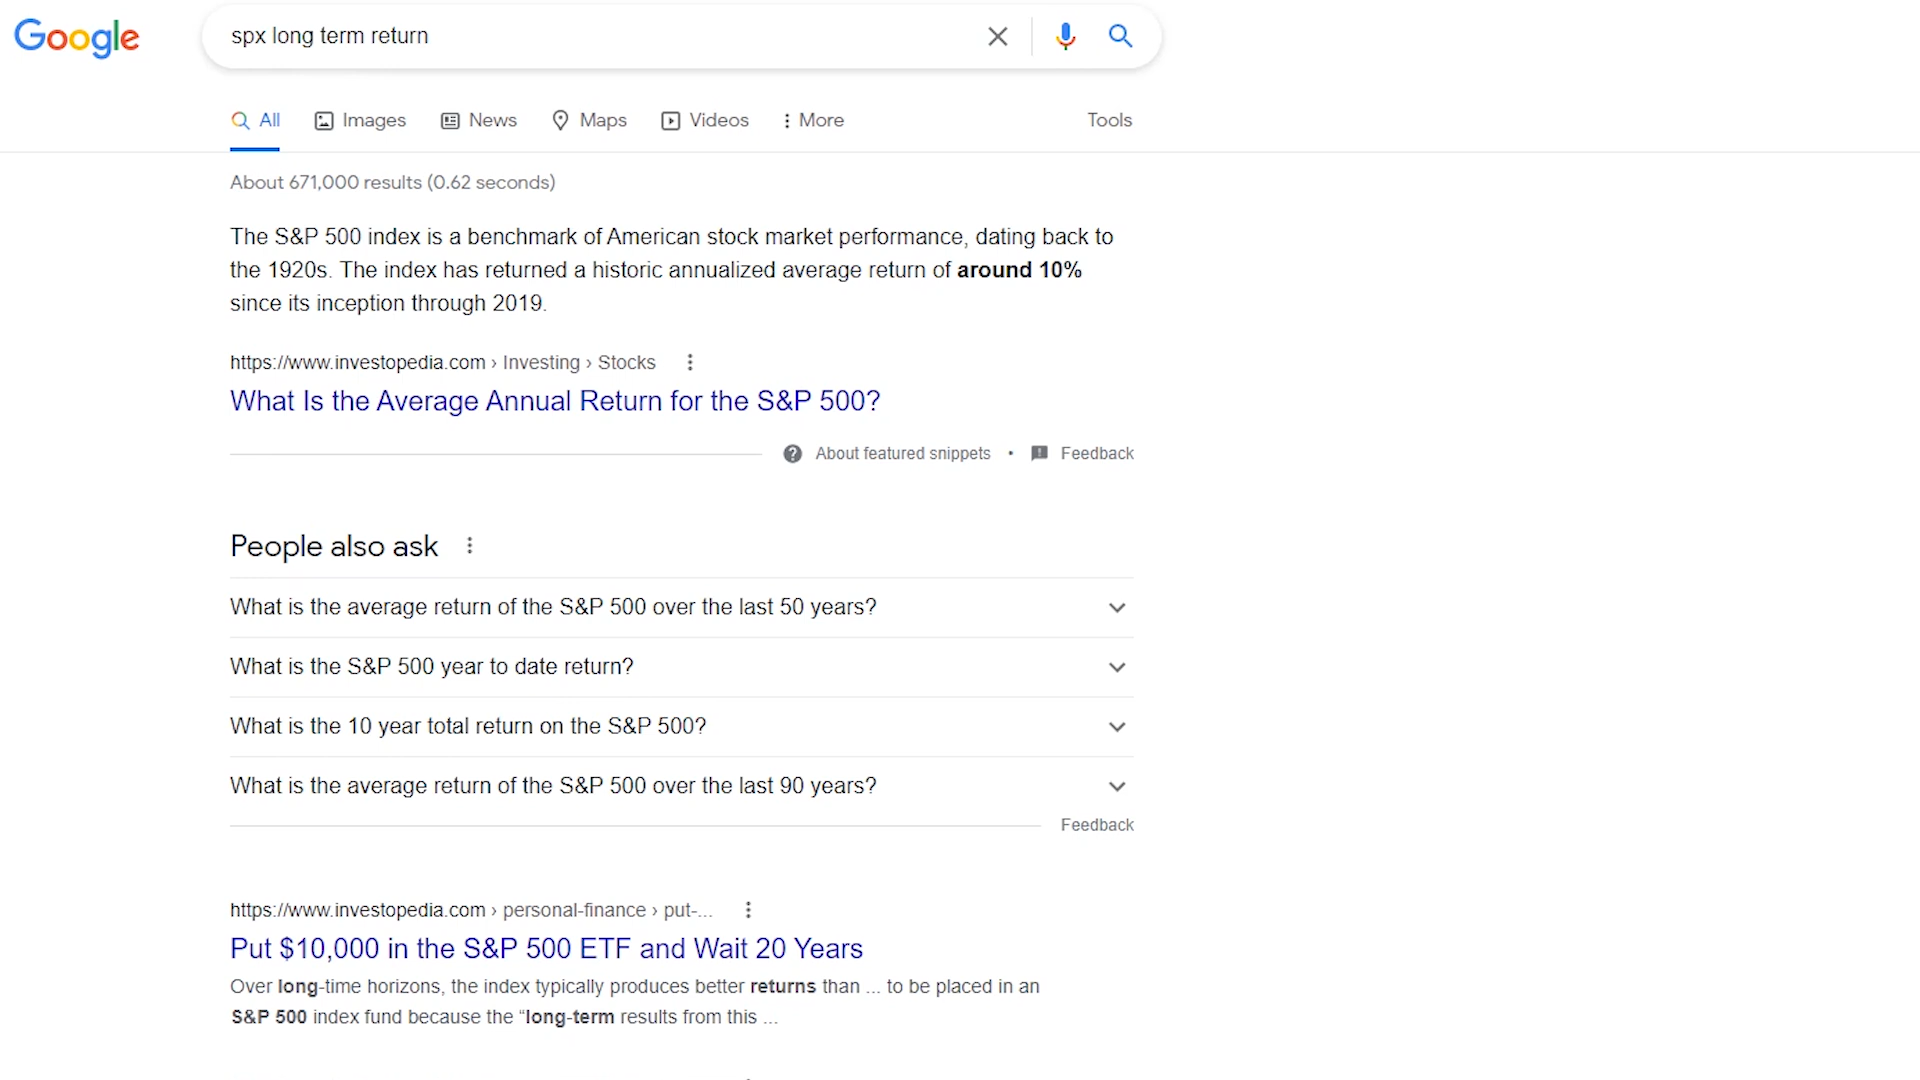 Google
spx long term return
All Images News Maps Videos More Tools
About 671,000 results (0.62 seconds)
The S&P 500 index is a benchmark of American stock market performance, dating back to
the 1920s. The index has returned a historic annualized average return of around 10%
since its inception through 2019.
https://www.investopedia.com › Investing › Stocks
What Is the Average Annual Return for the S&P 500?
About featured snippets • Feedback
People also ask
What is the average return of the S&P 500 over the last 50 years?
What is the S&P 500 year to date return?
What is the 10 year total return on the S&P 500?
What is the average return of the S&P 500 over the last 90 years?
Feedback
https://www.investopedia.com › personal-finance › put-...
Put $10,000 in the S&P 500 ETF and Wait 20 Years
Over long-time horizons, the index typically produces better returns than ... to be placed in an
S&P 500 index fund because the “long-term results from this ...